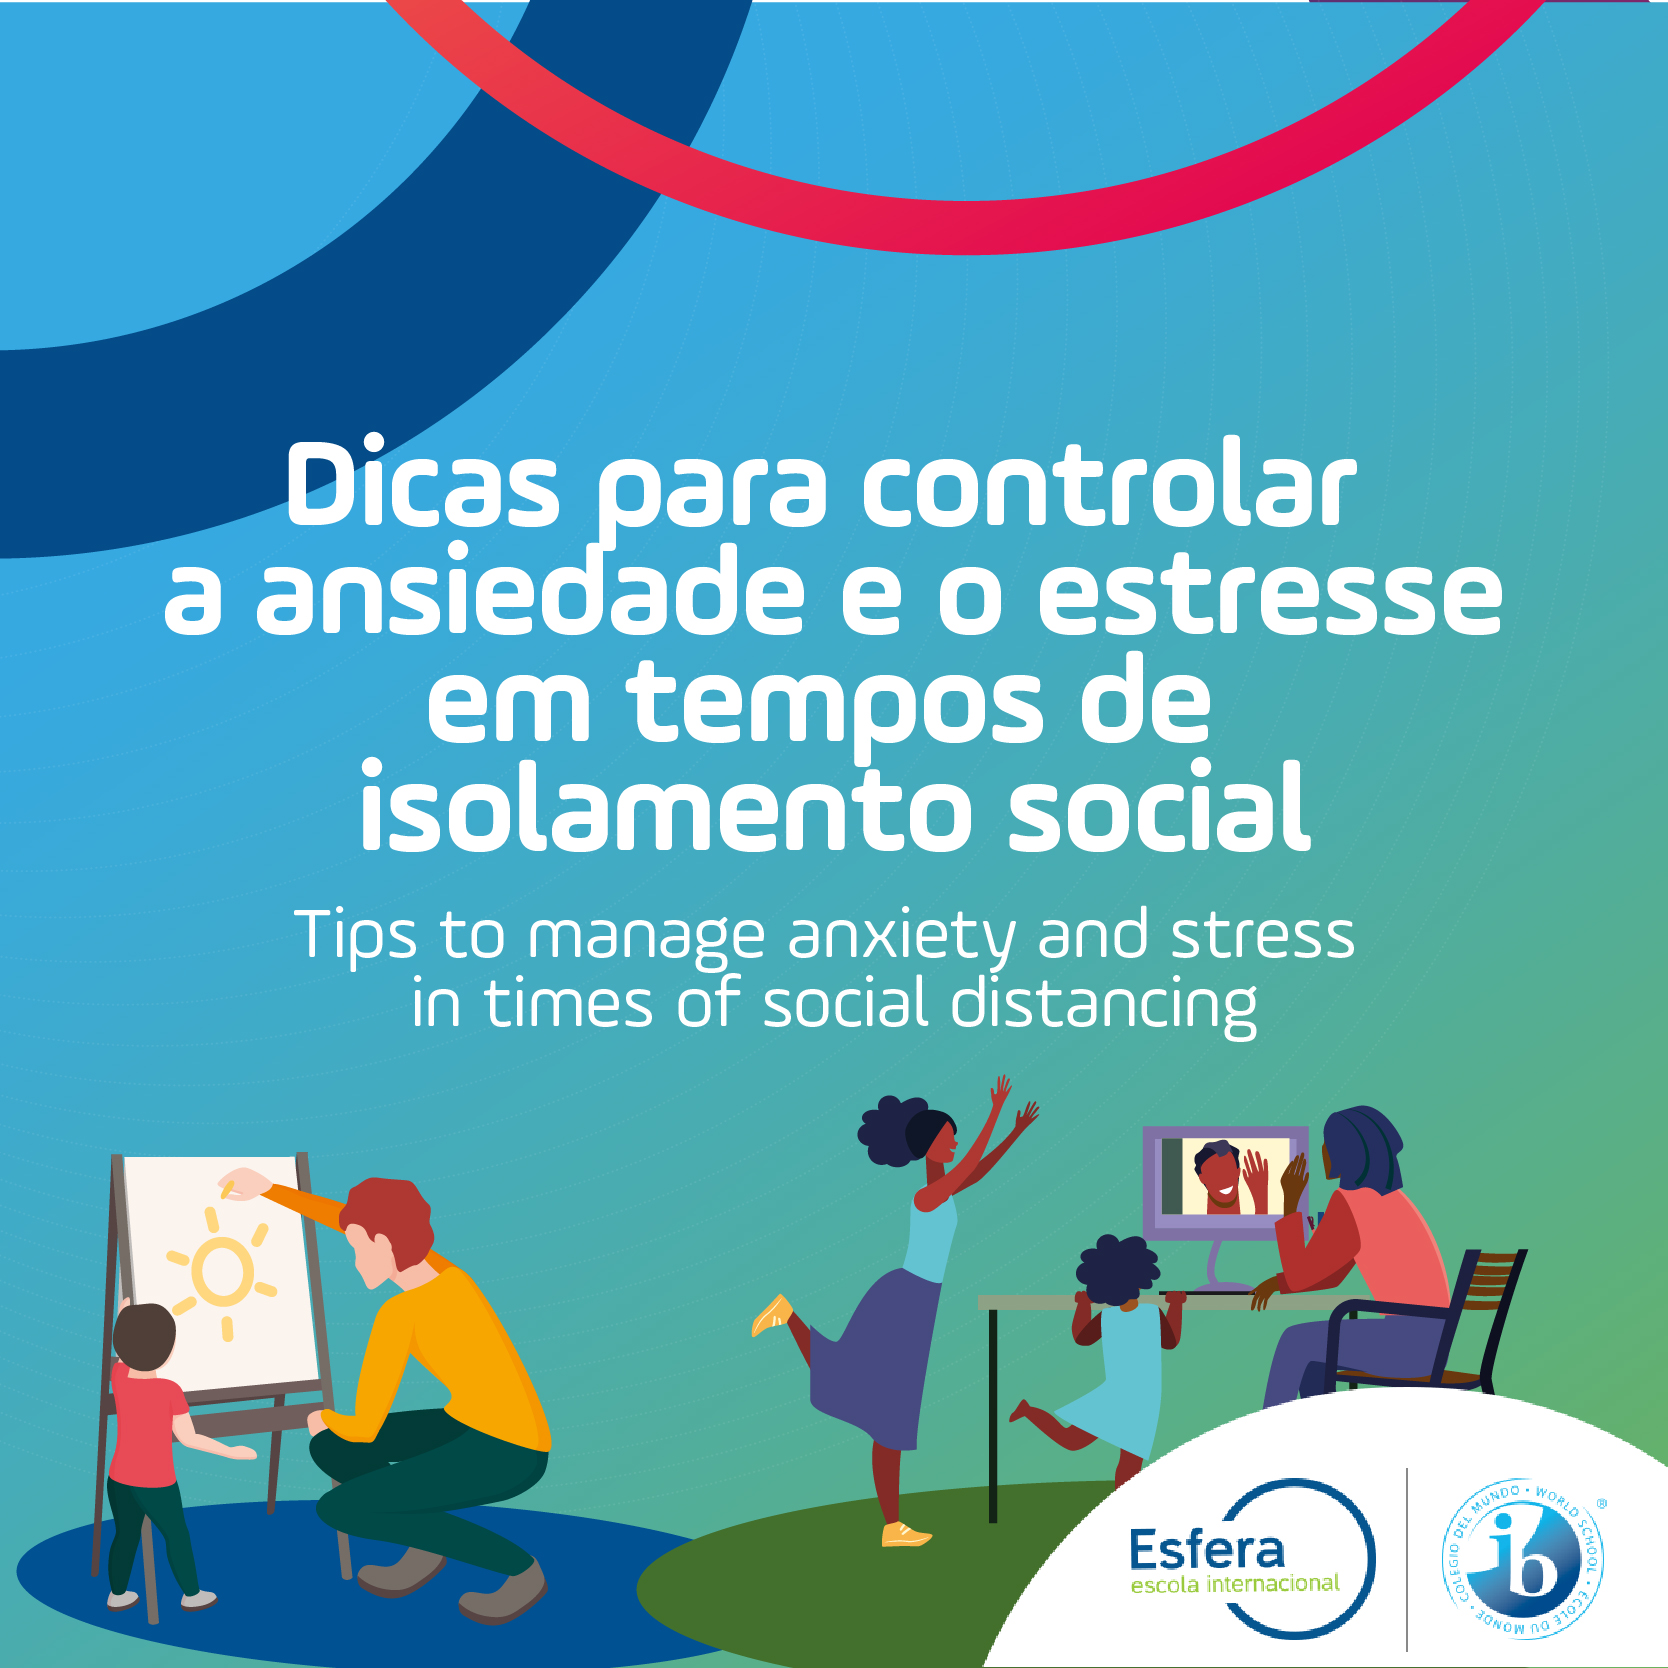 Dicas para controlar
a ansiedade e o estresse
em tempos de
isolamento social
Tips to manage anxiety and stress
in times of social distancing
Esfera
escola internacional
ib
®
COLEGIO DEL MUNDO • WORLD SCHOOL • ÉCOLE DU MONDE •